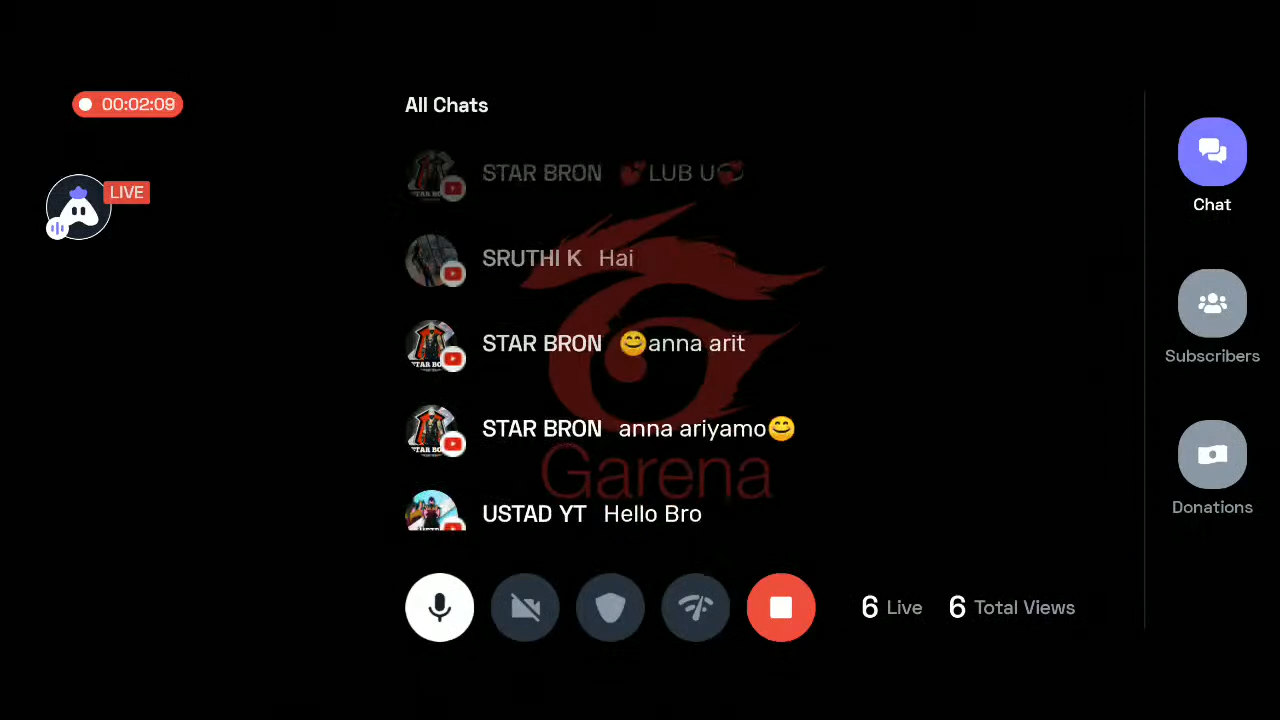 00:02:09
LIVE
All Chats
STAR BRON 💕LUB U💕
SRUTHI K Hai
STAR BRON 😊anna arit
STAR BRON anna ariyamo😊
Garena
USTAD YT Hello Bro
6 Live 6 Total Views
Chat
Subscribers
Donations